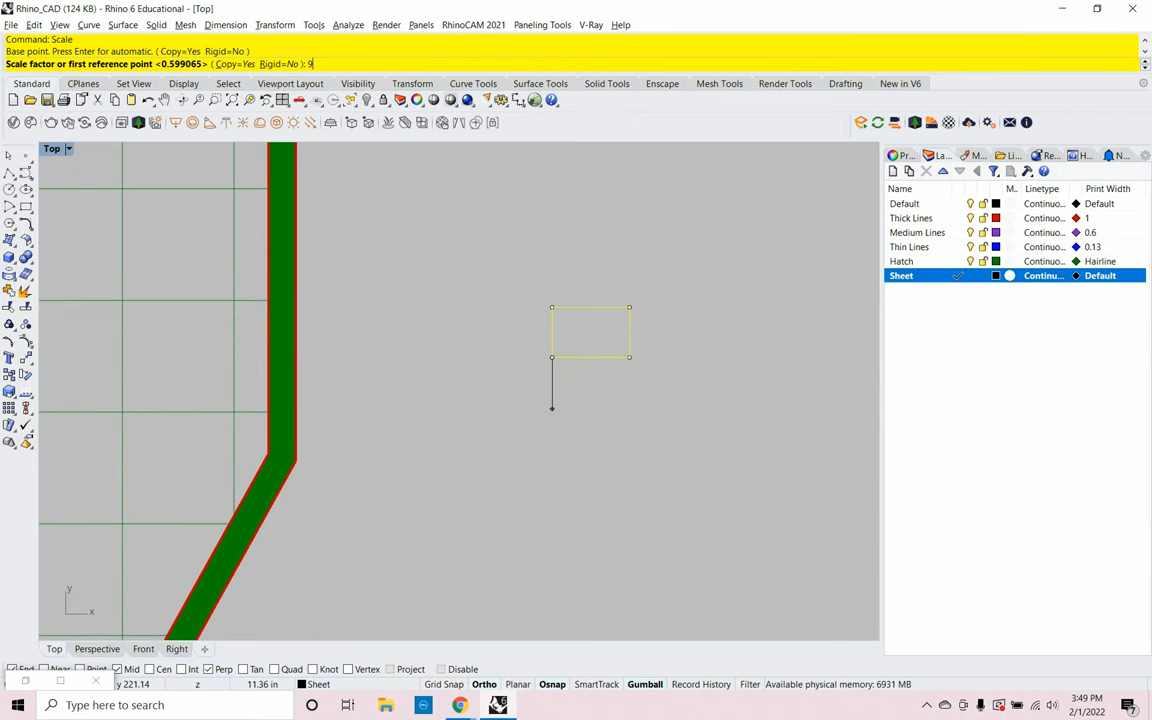 Rhino_CAD (124 KB) - Rhino 6 Educational - [Top]
File Edit View Curve Surface Solid Mesh Dimension Transform Tools Analyze Render Panels RhinoCAM 2021 Paneling Tools V-Ray Help
Command: Scale
Base point. Press Enter for automatic. ( Copy=Yes Rigid=No )
Scale factor or first reference point <0.599065> ( Copy=Yes Rigid=No ): 9
Standard CPlanes Set View Display Select Viewport Layout Visibility Transform Curve Tools Surface Tools Solid Tools Mesh Tools Render Tools Drafting New in V6
Top
Pr... La... M... Li... Re... H... N...
Name M.. Linetype Print Width
Default Continuo... Default
Thick Lines Continuo... 1
Medium Lines Continuo... 0.6
Thin Lines Continuo... 0.13
Hatch Continuo... Hairline
Sheet Continu... Default
y
x
Top Perspective Front Right
End Near Point Mid Cen Int Perp Tan Quad Knot Vertex Project Disable
y 221.14 z 11.36 in Sheet Grid Snap Ortho Planar Osnap SmartTrack Gumball Record History Filter Available physical memory: 6931 MB
Type here to search
3:49 PM
2/1/2022
7